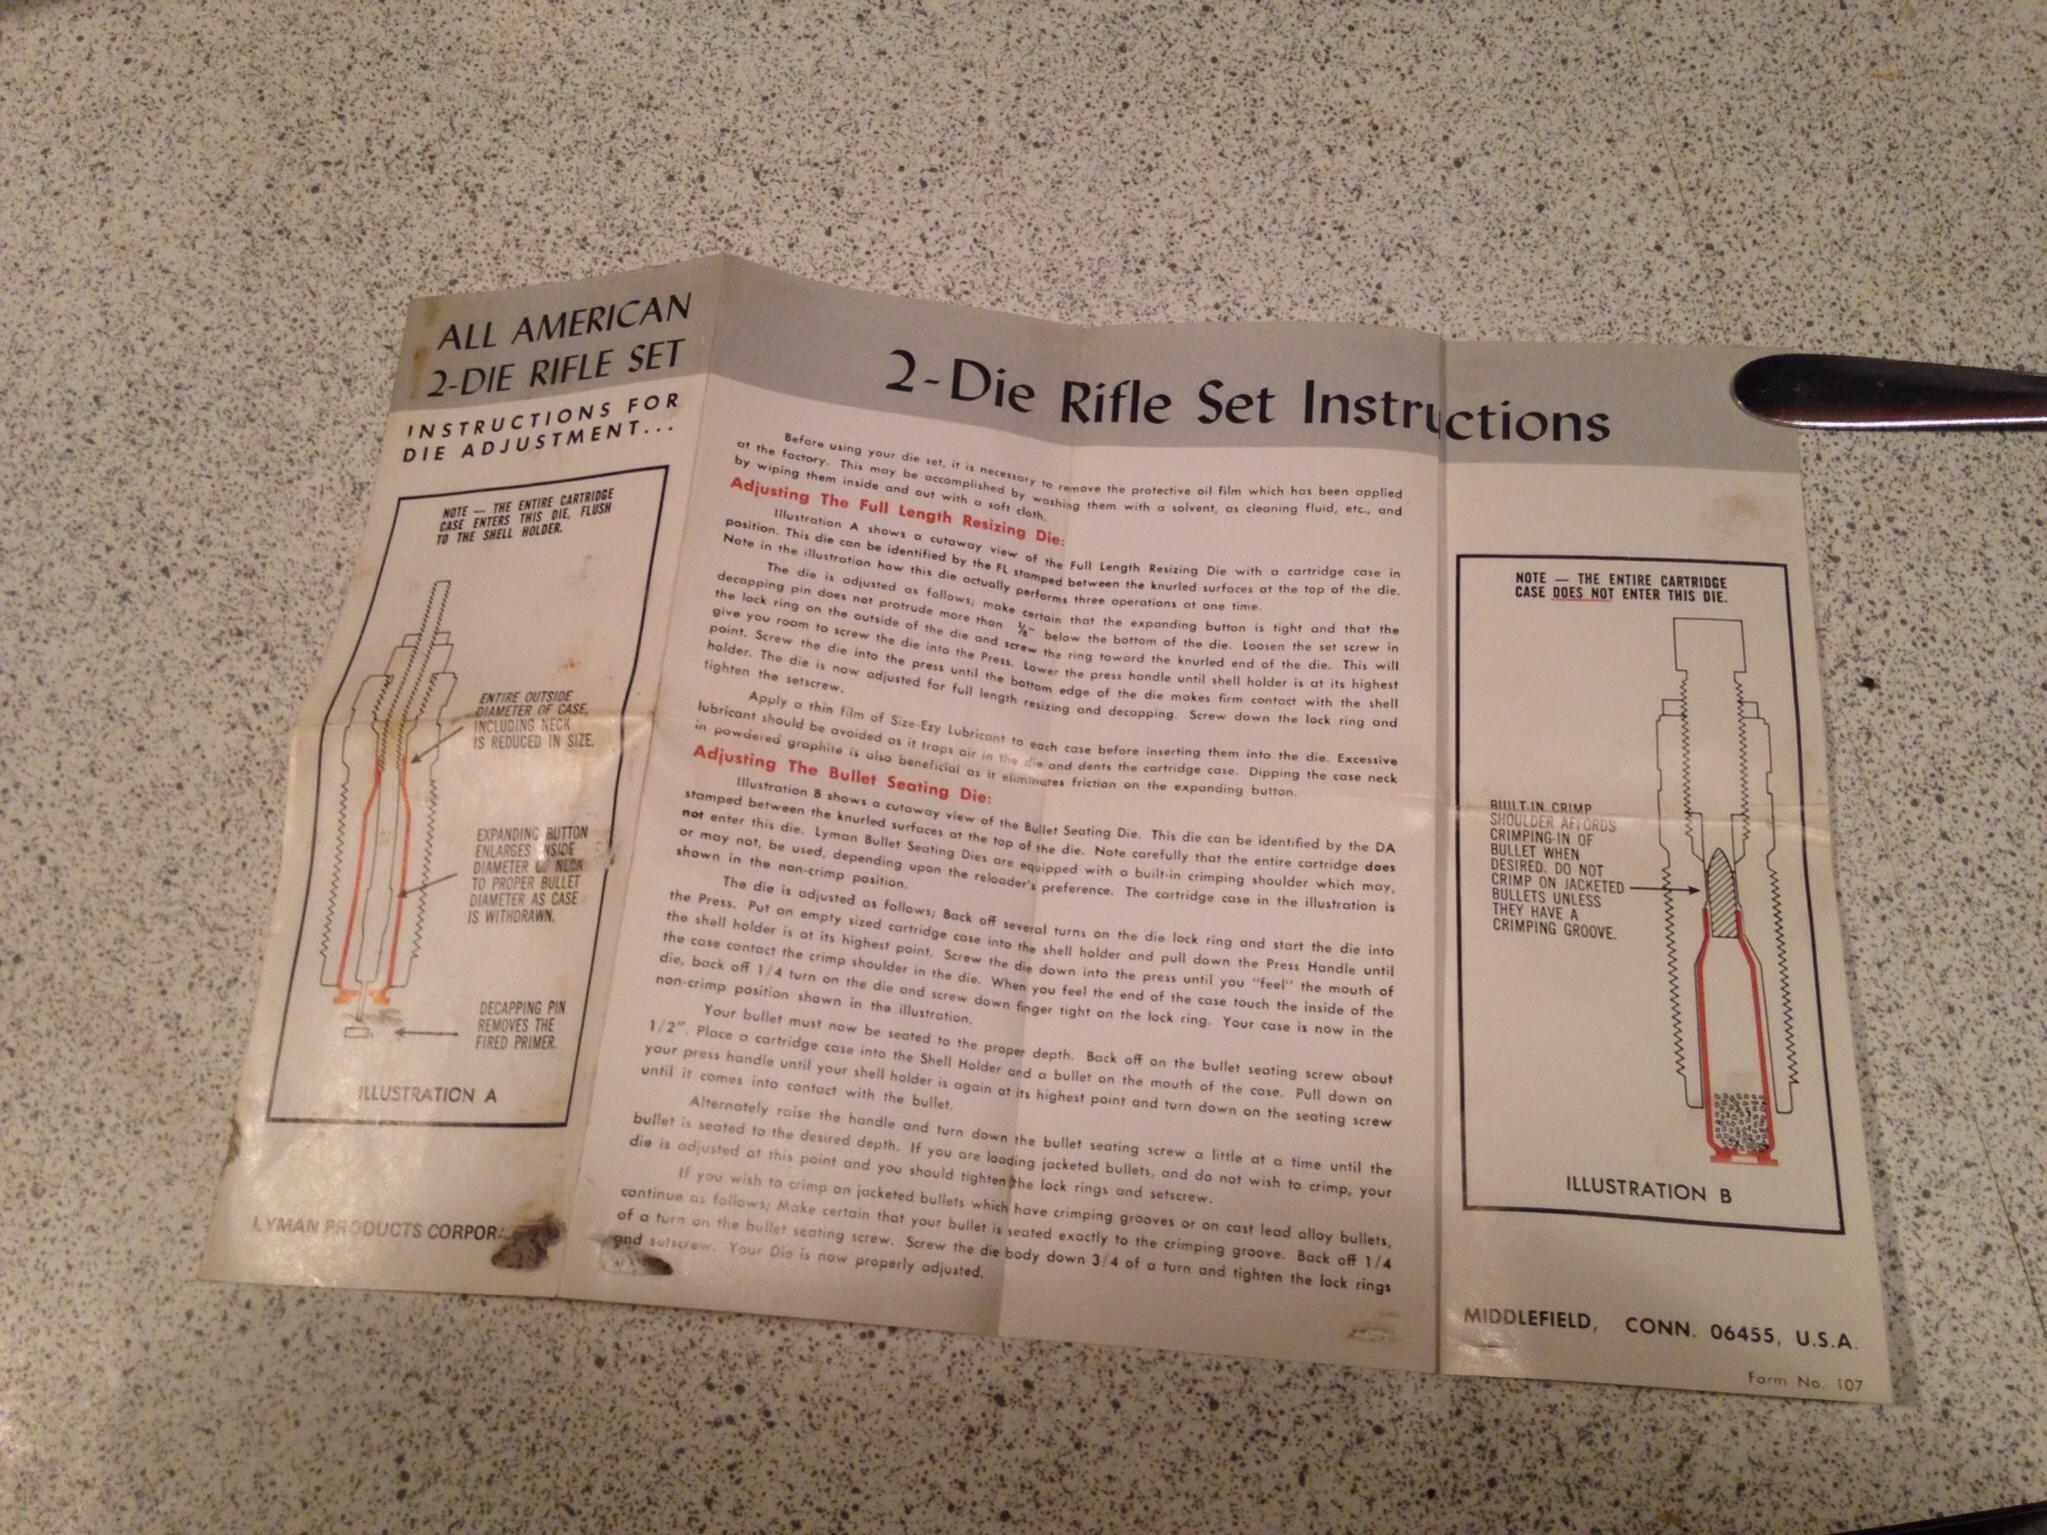 ALL AMERICAN
2-DIE RIFLE SET
INSTRUCTIONS FOR
DIE ADJUSTMENT...
NOTE — THE ENTIRE CARTRIDGE
CASE ENTERS THIS DIE, FLUSH
TO THE SHELL HOLDER.
ENTIRE OUTSIDE
DIAMETER OF CASE,
INCLUDING NECK
IS REDUCED IN SIZE.
EXPANDING BUTTON
ENLARGES INSIDE
DIAMETER OF NECK
TO PROPER BULLET
DIAMETER AS CASE
IS WITHDRAWN.
DECAPPING PIN
REMOVES THE
FIRED PRIMER.
ILLUSTRATION A
LYMAN PRODUCTS CORPOR
2-Die Rifle Set Instructions
Before using your die set, it is necessary to remove the protective oil film which has been applied
at the factory. This may be accomplished by washing them with a solvent, as cleaning fluid, etc., and
by wiping them inside and out with a soft cloth.
Adjusting The Full Length Resizing Die:
Illustration A shows a cutaway view of the Full Length Resizing Die with a cartridge case in
position. This die can be identified by the FL stamped between the knurled surfaces at the top of the die.
Note in the illustration how this die actually performs three operations at one time.
The die is adjusted as follows; make certain that the expanding button is tight and that the
decapping pin does not protrude more than 1/8" below the bottom of the die. Loosen the set screw in
the lock ring on the outside of the die and screw the ring toward the knurled end of the die. This will
give you room to screw the die into the Press. Lower the press handle until shell holder is at its highest
point. Screw the die into the press until the bottom edge of the die makes firm contact with the shell
holder. The die is now adjusted for full length resizing and decapping. Screw down the lock ring and
tighten the setscrew.
Apply a thin film of Size-Ezy Lubricant to each case before inserting them into the die. Excessive
lubricant should be avoided as it traps air in the die and dents the cartridge case. Dipping the case neck
in powdered graphite is also beneficial as it eliminates friction on the expanding button.
Adjusting The Bullet Seating Die:
Illustration B shows a cutaway view of the Bullet Seating Die. This die can be identified by the DA
stamped between the knurled surfaces at the top of the die. Note carefully that the entire cartridge does
not enter this die. Lyman Bullet Seating Dies are equipped with a built-in crimping shoulder which may,
or may not, be used, depending upon the reloader's preference. The cartridge case in the illustration is
shown in the non-crimp position.
The die is adjusted as follows; Back off several turns on the die lock ring and start the die into
the Press. Put an empty sized cartridge case into the shell holder and pull down the Press Handle until
the shell holder is at its highest point. Screw the die down into the press until you "feel" the mouth of
the case contact the crimp shoulder in the die. When you feel the end of the case touch the inside of the
die, back off 1/4 turn on the die and screw down finger tight on the lock ring. Your case is now in the
non-crimp position shown in the illustration.
Your bullet must now be seated to the proper depth. Back off on the bullet seating screw about
1/2". Place a cartridge case into the Shell Holder and a bullet on the mouth of the case. Pull down on
your press handle until your shell holder is again at its highest point and turn down on the seating screw
until it comes into contact with the bullet.
Alternately raise the handle and turn down the bullet seating screw a little at a time until the
bullet is seated to the desired depth. If you are loading jacketed bullets, and do not wish to crimp, your
die is adjusted at this point and you should tighten the lock rings and setscrew.
If you wish to crimp on jacketed bullets which have crimping grooves or on cast lead alloy bullets,
continue as follows; Make certain that your bullet is seated exactly to the crimping groove. Back off 1/4
of a turn on the bullet seating screw. Screw the die body down 3/4 of a turn and tighten the lock rings
and setscrew. Your Die is now properly adjusted.
NOTE — THE ENTIRE CARTRIDGE
CASE DOES NOT ENTER THIS DIE.
BUILT-IN CRIMP
SHOULDER AFFORDS
CRIMPING-IN OF
BULLET WHEN
DESIRED. DO NOT
CRIMP ON JACKETED
BULLETS UNLESS
THEY HAVE A
CRIMPING GROOVE.
ILLUSTRATION B
MIDDLEFIELD, CONN. 06455, U.S.A.
Form No. 107